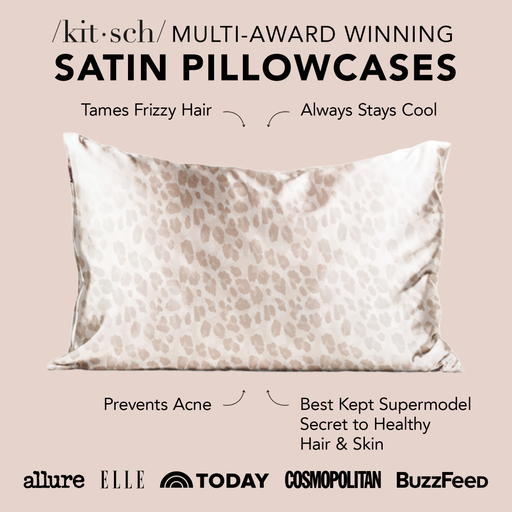 /kit·sch/ MULTI-AWARD WINNING
SATIN PILLOWCASES
Tames Frizzy Hair
Always Stays Cool
Prevents Acne
Best Kept Supermodel
Secret to Healthy
Hair & Skin
allure ELLE TODAY COSMOPOLITAN BuzzFeed